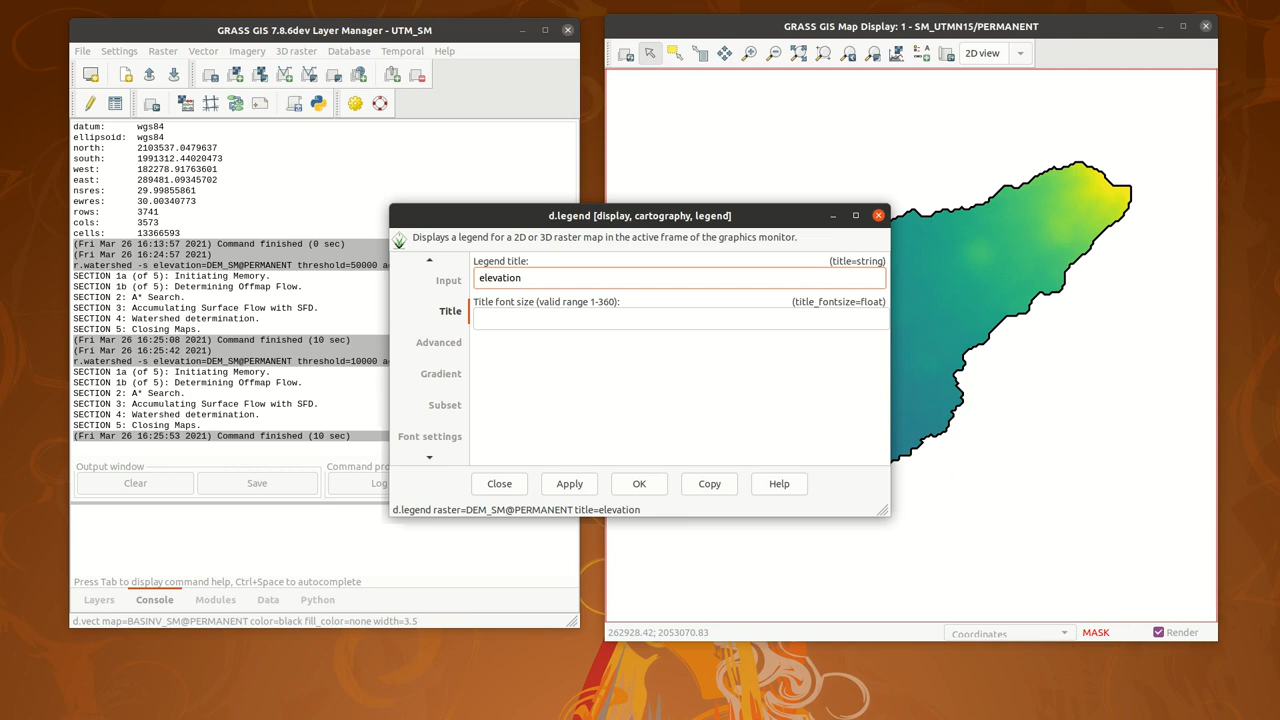 GRASS GIS 7.8.6dev Layer Manager - UTM_SM
File Settings Raster Vector Imagery 3D raster Database Temporal Help
datum: wgs84
ellipsoid: wgs84
north: 2103537.0479637
south: 1991312.44020473
west: 182278.91763601
east: 289481.09345702
nsres: 29.99855861
ewres: 30.00340773
rows: 3741
cols: 3573
cells: 13366593
(Fri Mar 26 16:13:57 2021) Command finished (0 sec)
(Fri Mar 26 16:24:57 2021)
r.watershed -s elevation=DEM_SM@PERMANENT threshold=50000 a
SECTION 1a (of 5): Initiating Memory.
SECTION 1b (of 5): Determining Offmap Flow.
SECTION 2: A* Search.
SECTION 3: Accumulating Surface Flow with SFD.
SECTION 4: Watershed determination.
SECTION 5: Closing Maps.
(Fri Mar 26 16:25:08 2021) Command finished (10 sec)
(Fri Mar 26 16:25:42 2021)
r.watershed -s elevation=DEM_SM@PERMANENT threshold=10000 a
SECTION 1a (of 5): Initiating Memory.
SECTION 1b (of 5): Determining Offmap Flow.
SECTION 2: A* Search.
SECTION 3: Accumulating Surface Flow with SFD.
SECTION 4: Watershed determination.
SECTION 5: Closing Maps.
(Fri Mar 26 16:25:53 2021) Command finished (10 sec)
Output window
Command pro
Clear
Save
Log
Press Tab to display command help, Ctrl+Space to autocomplete
Layers Console Modules Data Python
d.vect map=BASINV_SM@PERMANENT color=black fill_color=none width=3.5
d.legend [display, cartography, legend]
Displays a legend for a 2D or 3D raster map in the active frame of the graphics monitor.
Input
Title
Advanced
Gradient
Subset
Font settings
Legend title: (title=string)
elevation
Title font size (valid range 1-360): (title_fontsize=float)
Close Apply OK Copy Help
d.legend raster=DEM_SM@PERMANENT title=elevation
GRASS GIS Map Display: 1 - SM_UTMN15/PERMANENT
2D view
262928.42; 2053070.83
Coordinates
MASK
Render